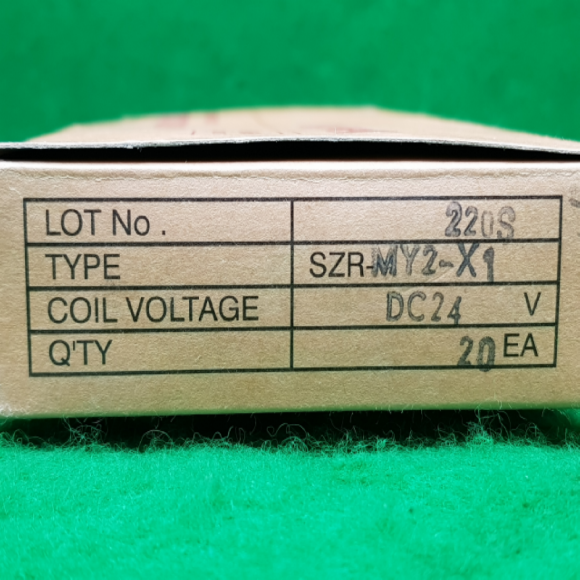 LOT No . 220S
TYPE SZR-MY2-X1
COIL VOLTAGE DC24 V
Q'TY 20 EA